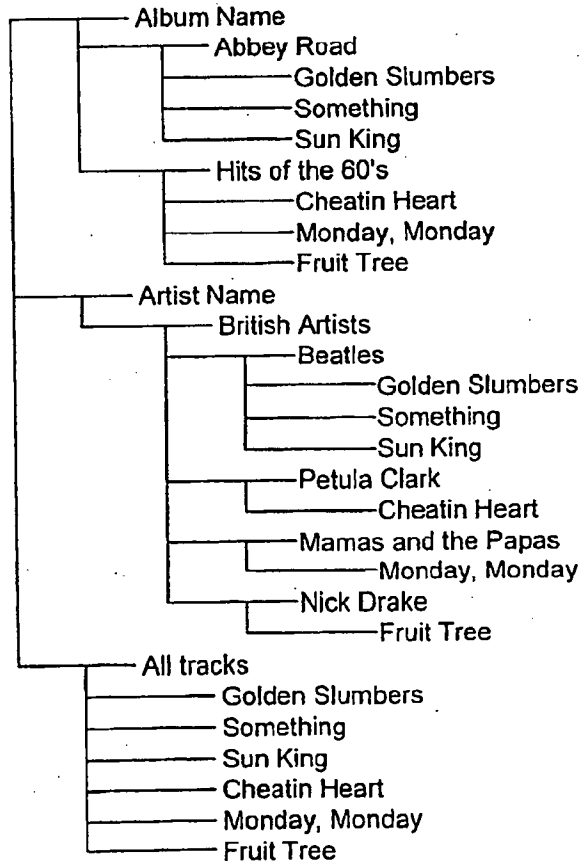 Album Name
Abbey Road
Golden Slumbers
Something
Sun King
Hits of the 60's
Cheatin Heart
Monday, Monday
Fruit Tree
Artist Name
British Artists
Beatles
Golden Slumbers
Something
Sun King
Petula Clark
Cheatin Heart
Mamas and the Papas
Monday, Monday
Nick Drake
Fruit Tree
All tracks
Golden Slumbers
Something
Sun King
Cheatin Heart
Monday, Monday
Fruit Tree